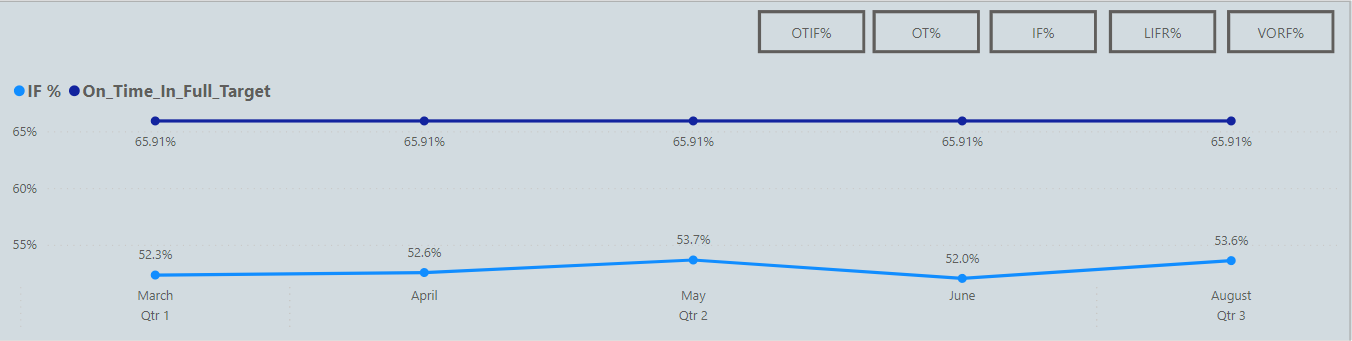 OTIF% OT% IF% LIFR% VORF%
IF % On_Time_In_Full_Target
65%
65.91% 65.91% 65.91% 65.91% 65.91%
60%
55%
52.3% 52.6% 53.7% 52.0% 53.6%
March April May June August
Qtr 1 Qtr 2 Qtr 3